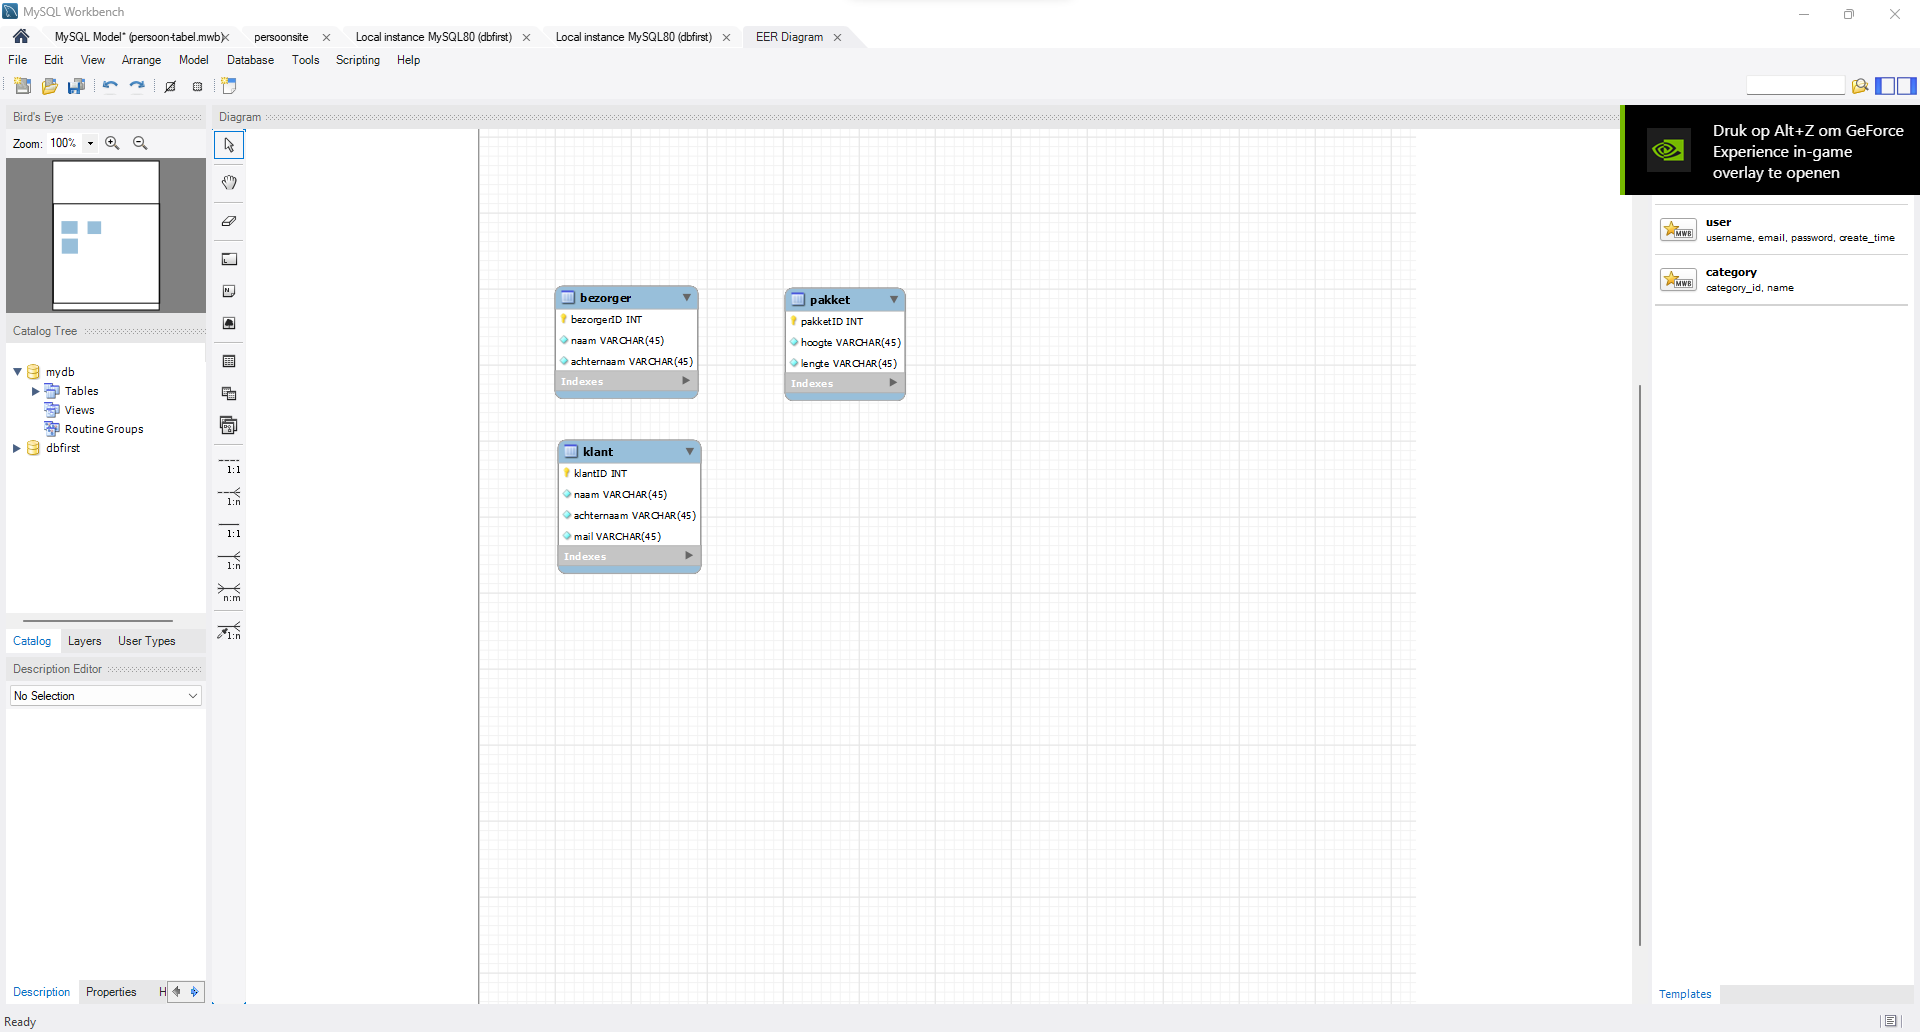 MySQL Workbench
MySQL Model* (persoon-tabel.mwb)
persoonsite
Local instance MySQL80 (dbfirst)
Local instance MySQL80 (dbfirst)
EER Diagram
File Edit View Arrange Model Database Tools Scripting Help
Bird's Eye
Diagram
Zoom: 100%
Druk op Alt+Z om GeForce
Experience in-game
overlay te openen
user
username, email, password, create_time
category
category_id, name
bezorger
bezorgerID INT
naam VARCHAR(45)
achternaam VARCHAR(45)
Indexes
pakket
pakketID INT
hoogte VARCHAR(45)
lengte VARCHAR(45)
Indexes
klant
klantID INT
naam VARCHAR(45)
achternaam VARCHAR(45)
mail VARCHAR(45)
Indexes
Catalog Tree
mydb
Tables
Views
Routine Groups
dbfirst
1:1
1:n
1:1
1:n
n:m
1:n
Catalog Layers User Types
Description Editor
No Selection
Description Properties H
Templates
Ready